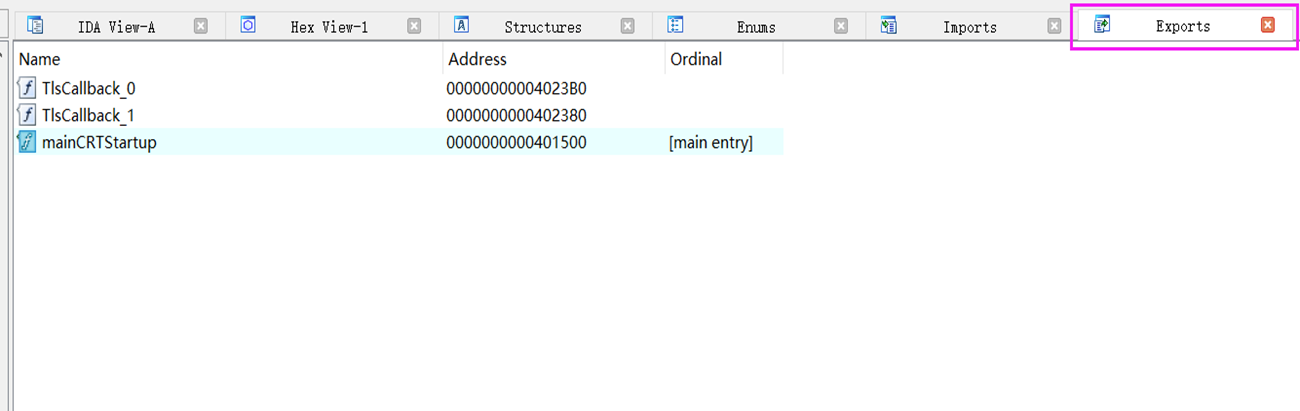 IDA View-A Hex View-1 Structures Enums Imports Exports
Name Address Ordinal
TlsCallback_0 00000000004023B0
TlsCallback_1 0000000000402380
mainCRTStartup 0000000000401500 [main entry]